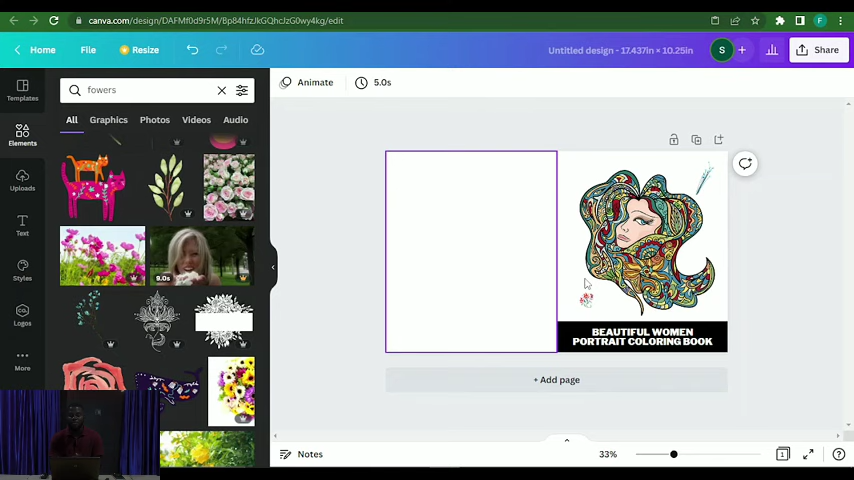 canva.com/design/DAFMf0d9r5M/Bp84hfzJkGQhcJzG0wy4kg/edit
Home
File
Resize
Untitled design - 17.437in × 10.25in
S
Share
F
Templates
Elements
Uploads
Text
Styles
Logos
More
fowers
All
Graphics
Photos
Videos
Audio
9.0s
Animate
5.0s
BEAUTIFUL WOMEN
PORTRAIT COLORING BOOK
+ Add page
Notes
33%
1